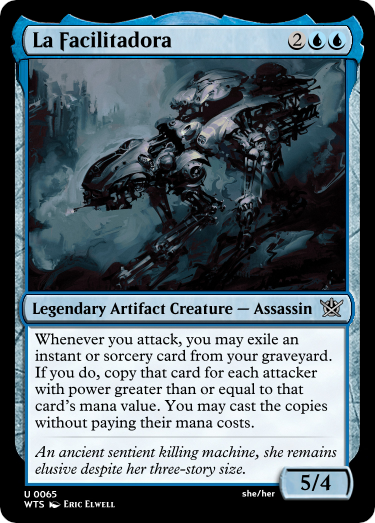 La Facilitadora 2
Legendary Artifact Creature — Assassin
Whenever you attack, you may exile an
instant or sorcery card from your graveyard.
If you do, copy that card for each attacker
with power greater than or equal to that
card's mana value. You may cast the copies
without paying their mana costs.
An ancient sentient killing machine, she remains
elusive despite her three-story size.
5/4
U 0065
she/her
WTS Eric Elwell